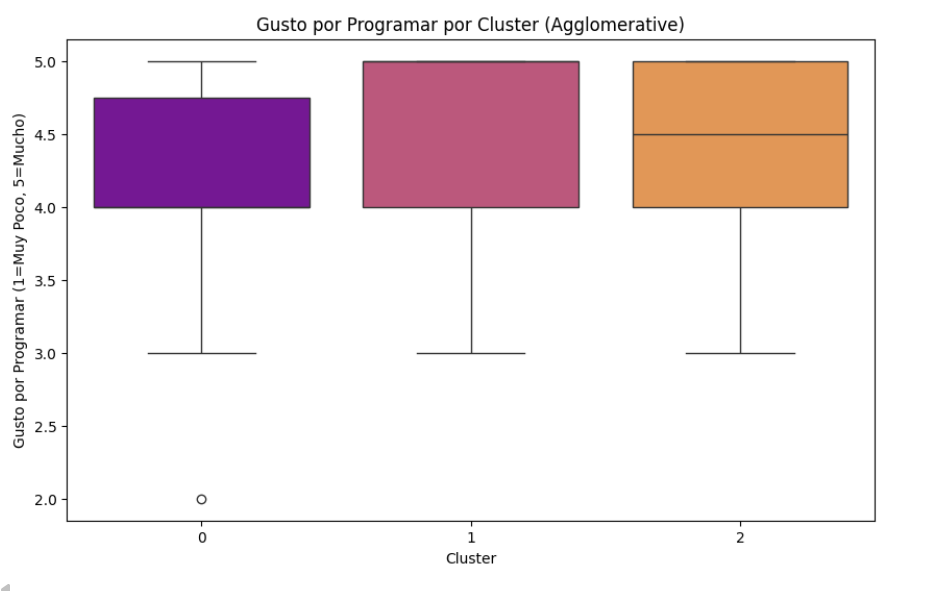 Gusto por Programar por Cluster (Agglomerative)
Gusto por Programar (1=Muy Poco, 5=Mucho)
5.0
4.5
4.0
3.5
3.0
2.5
2.0
0 1 2
Cluster